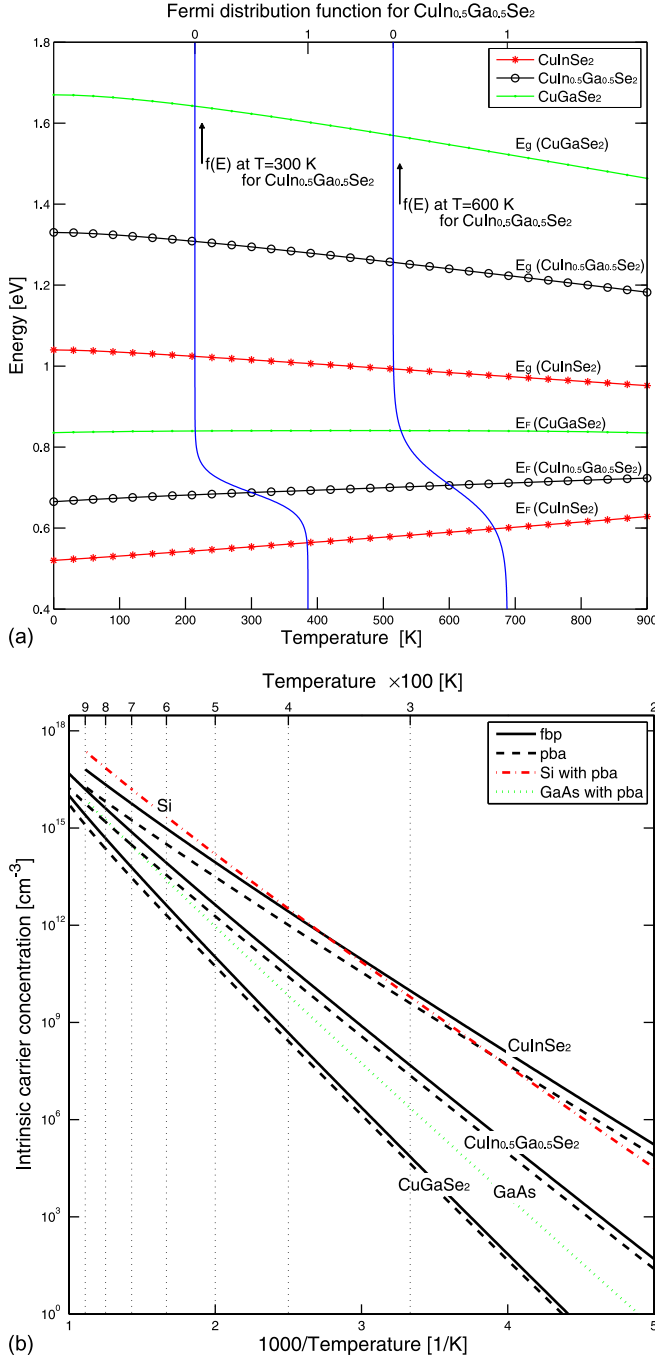 Fermi distribution function for CuIn0.5Ga0.5Se2
0 1 0 1
1.8
1.6
1.4
1.2
1
0.8
0.6
0.4
Energy [eV]
CuInSe2
CuIn0.5Ga0.5Se2
CuGaSe2
Eg (CuGaSe2)
f(E) at T=300 K
for CuIn0.5Ga0.5Se2
f(E) at T=600 K
for CuIn0.5Ga0.5Se2
Eg (CuIn0.5Ga0.5Se2)
Eg (CuInSe2)
EF (CuGaSe2)
EF (CuIn0.5Ga0.5Se2)
EF (CuInSe2)
0 100 200 300 400 500 600 700 800 900
(a)
Temperature [K]
Temperature ×100 [K]
9 8 7 6 5 4 3 2
10^18
10^15
10^12
10^9
10^6
10^3
10^0
Intrinsic carrier concentration [cm-3]
fbp
pba
Si with pba
GaAs with pba
Si
CuInSe2
CuIn0.5Ga0.5Se2
GaAs
CuGaSe2
1 2 3 4 5
(b)
1000/Temperature [1/K]